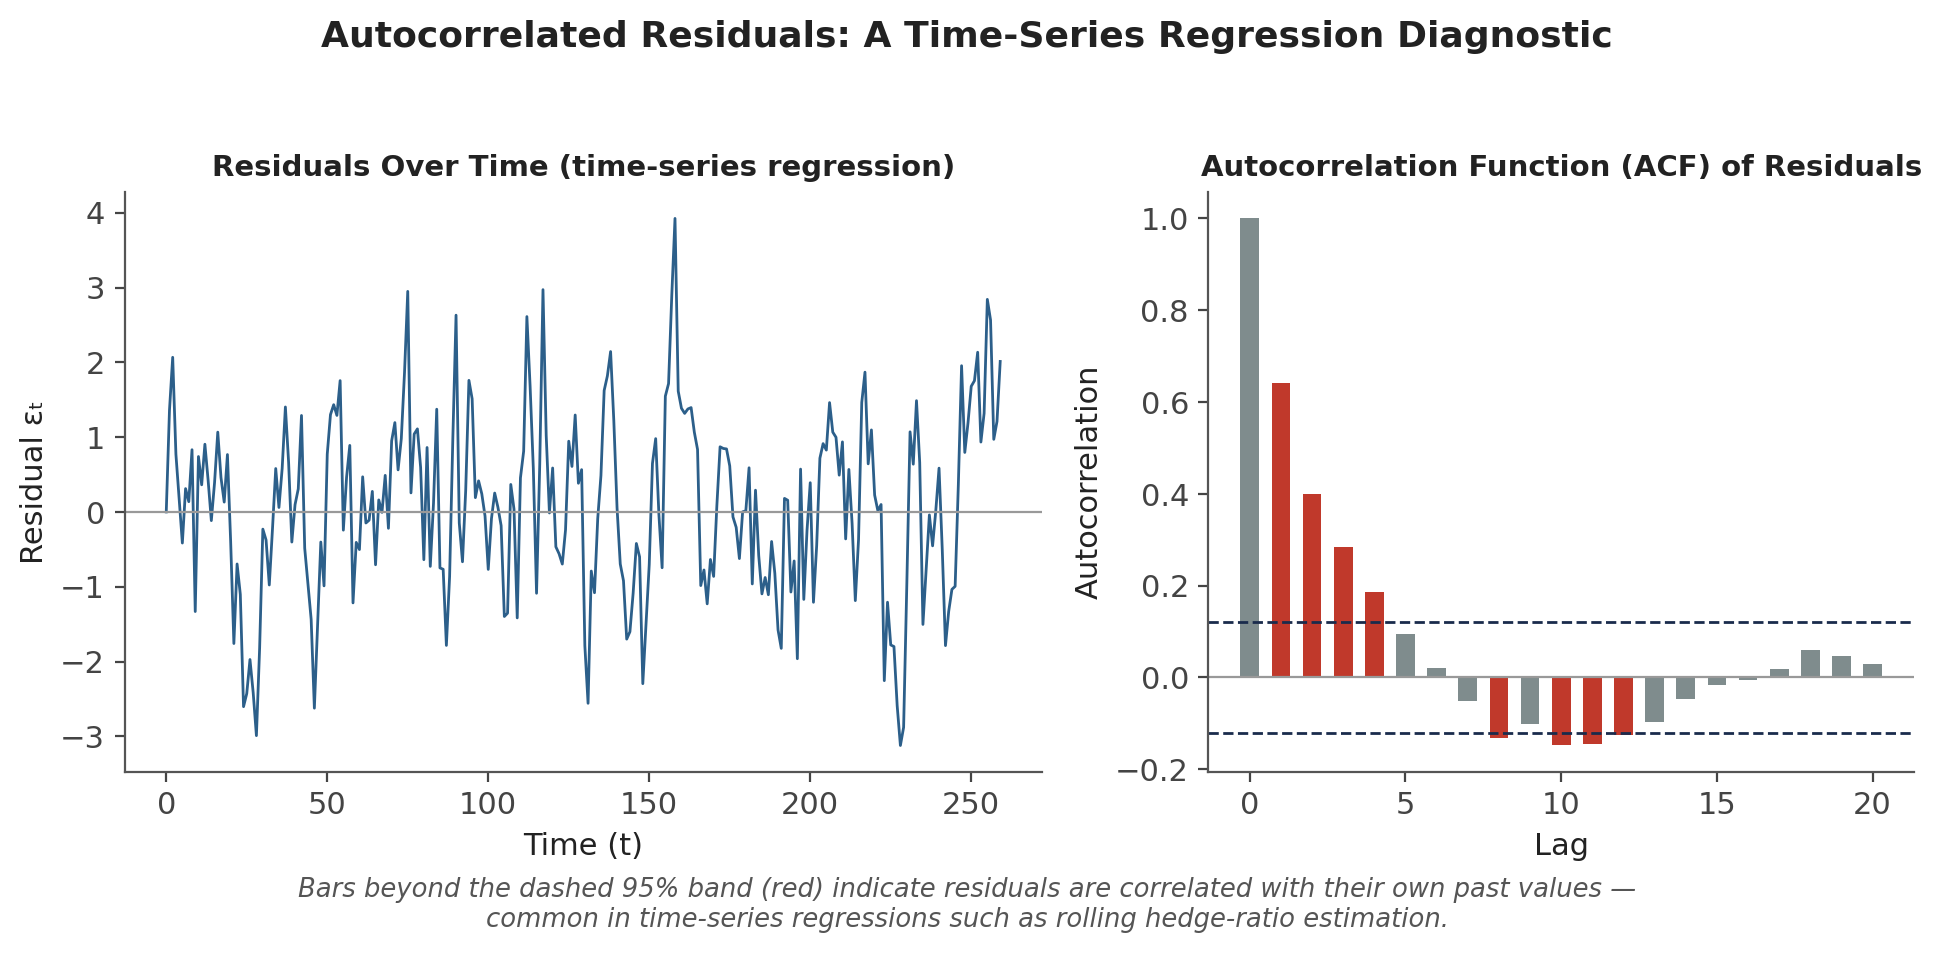 Autocorrelated Residuals: A Time-Series Regression Diagnostic
Residuals Over Time (time-series regression)
Residual εₜ
4
3
2
1
0
−1
−2
−3
0
50
100
150
200
250
Time (t)
Autocorrelation Function (ACF) of Residuals
Autocorrelation
1.0
0.8
0.6
0.4
0.2
0.0
−0.2
0
5
10
15
20
Lag
Bars beyond the dashed 95% band (red) indicate residuals are correlated with their own past values —
common in time-series regressions such as rolling hedge-ratio estimation.